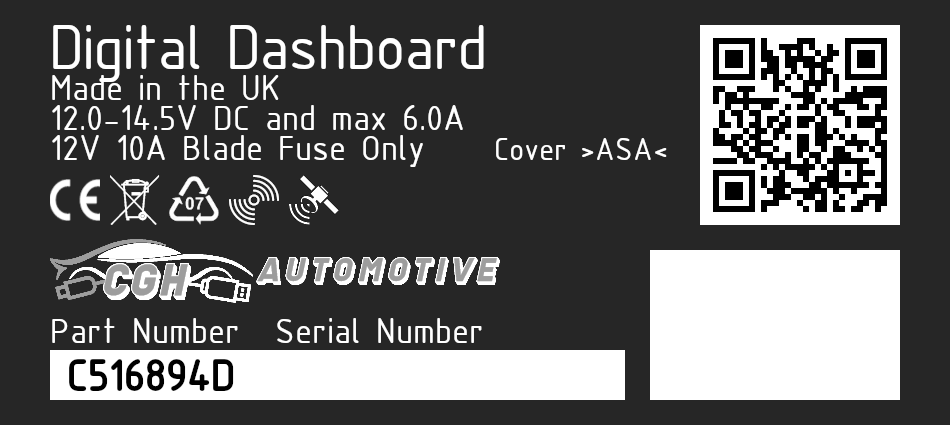 Digital Dashboard
Made in the UK
12.0-14.5V DC and max 6.0A
12V 10A Blade Fuse Only Cover >ASA<
CE 07
CGH AUTOMOTIVE
Part Number Serial Number
C516894D